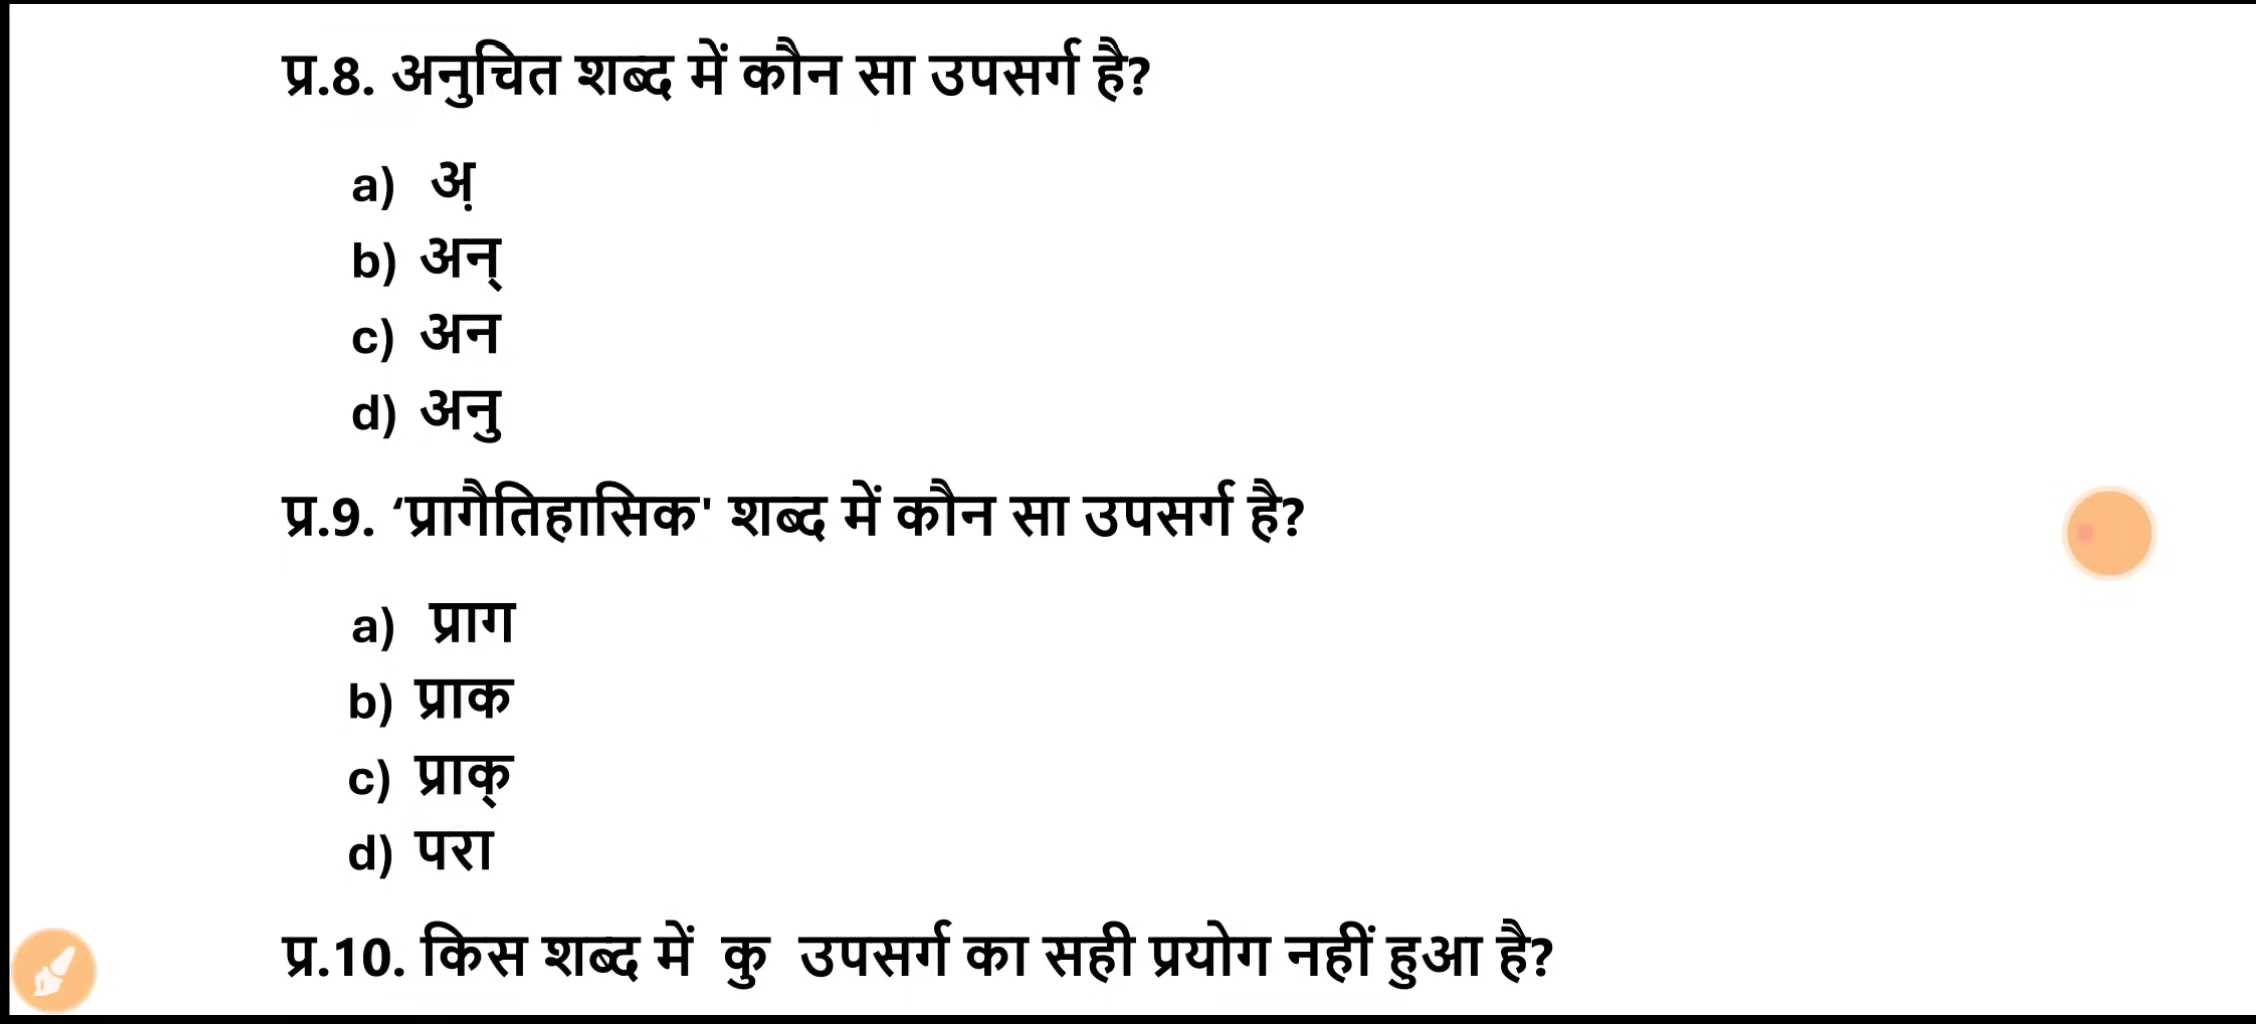 प्र.8. अनुचित शब्द में कौन सा उपसर्ग है?
a) अ़
b) अन्
c) अन
d) अनु
प्र.9. ‘प्रागैतिहासिक' शब्द में कौन सा उपसर्ग है?
a) प्राग
b) प्राक
c) प्राक्
d) परा
प्र.10. किस शब्द में कु उपसर्ग का सही प्रयोग नहीं हुआ है?